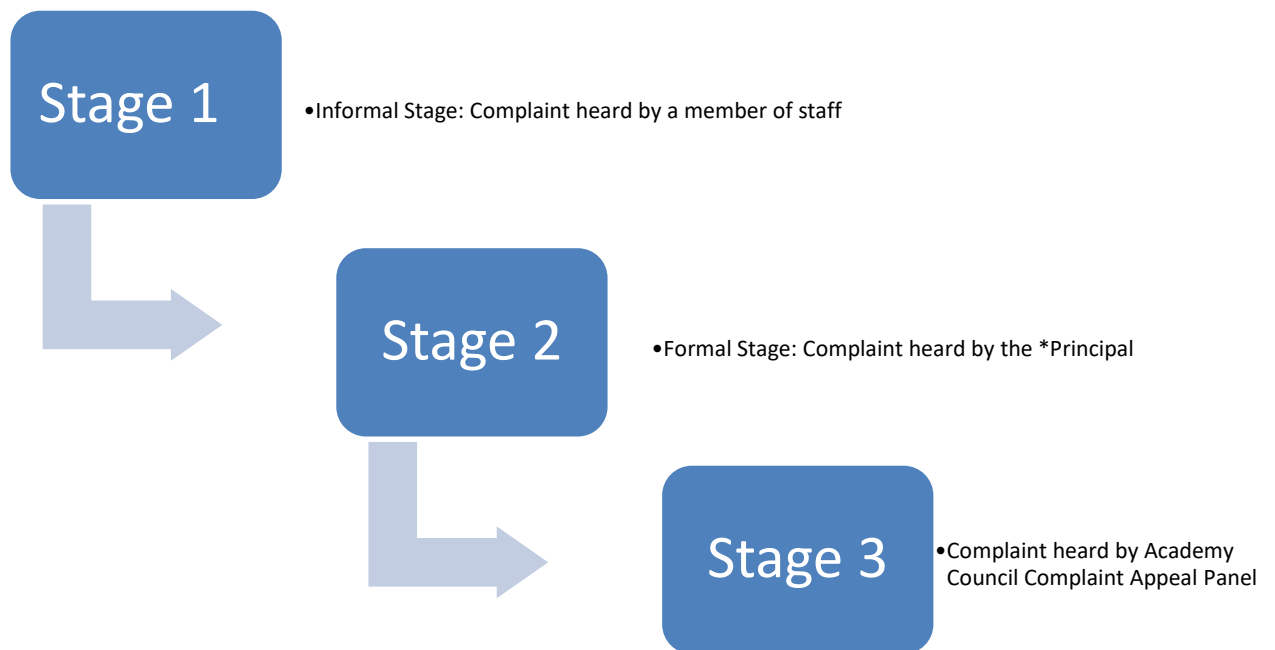 Stage 1
•Informal Stage: Complaint heard by a member of staff
Stage 2
•Formal Stage: Complaint heard by the *Principal
Stage 3
•Complaint heard by Academy
Council Complaint Appeal Panel